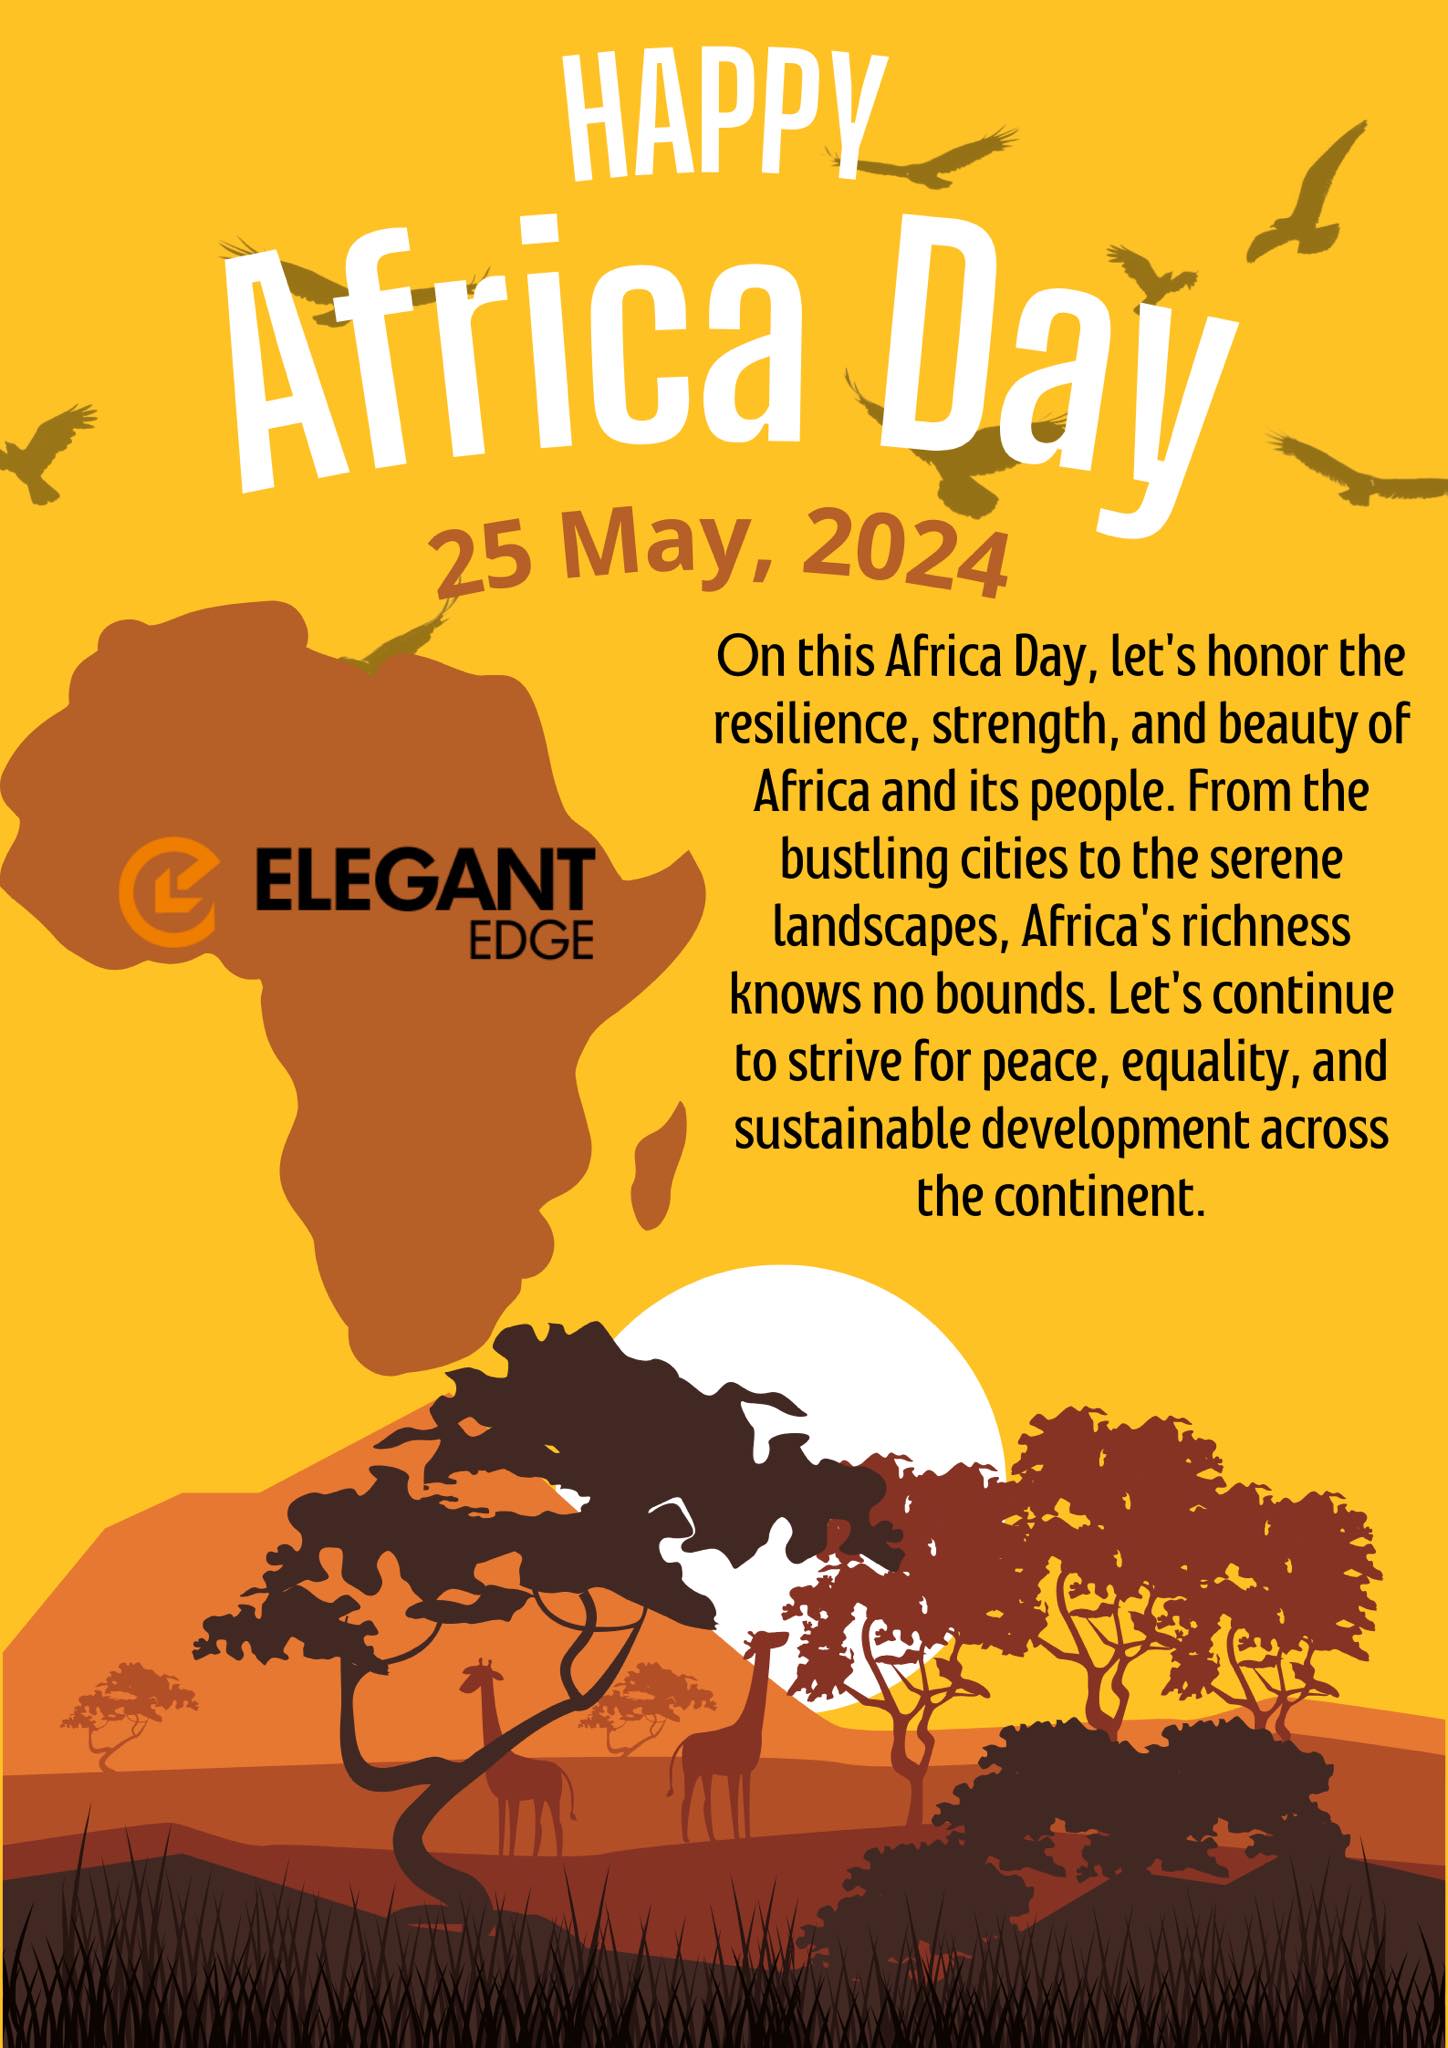 HAPPY
Africa Day
25 May, 2024
On this Africa Day, let's honor the
resilience, strength, and beauty of
Africa and its people. From the
bustling cities to the serene
landscapes, Africa's richness
knows no bounds. Let's continue
to strive for peace, equality, and
sustainable development across
the continent.
ELEGANT
EDGE